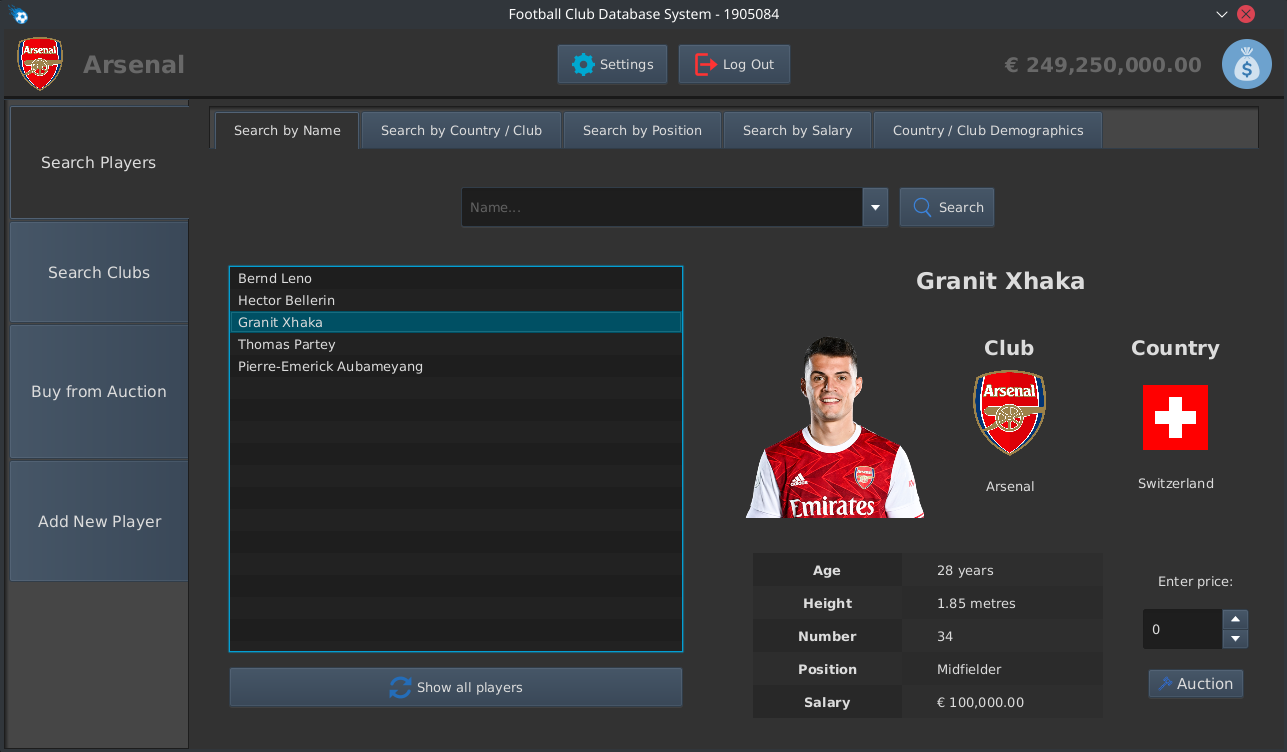 Football Club Database System - 1905084
Arsenal
Arsenal
Settings
Log Out
€ 249,250,000.00
$
Search Players
Search Clubs
Buy from Auction
Add New Player
Search by Name
Search by Country / Club
Search by Position
Search by Salary
Country / Club Demographics
Name...
Search
Bernd Leno
Hector Bellerin
Granit Xhaka
Thomas Partey
Pierre-Emerick Aubameyang
Show all players
Granit Xhaka
Club
Country
Arsenal
adidas
Arsenal
Emirates
Arsenal
Switzerland
Age 28 years
Height 1.85 metres
Number 34
Position Midfielder
Salary € 100,000.00
Enter price:
0
Auction